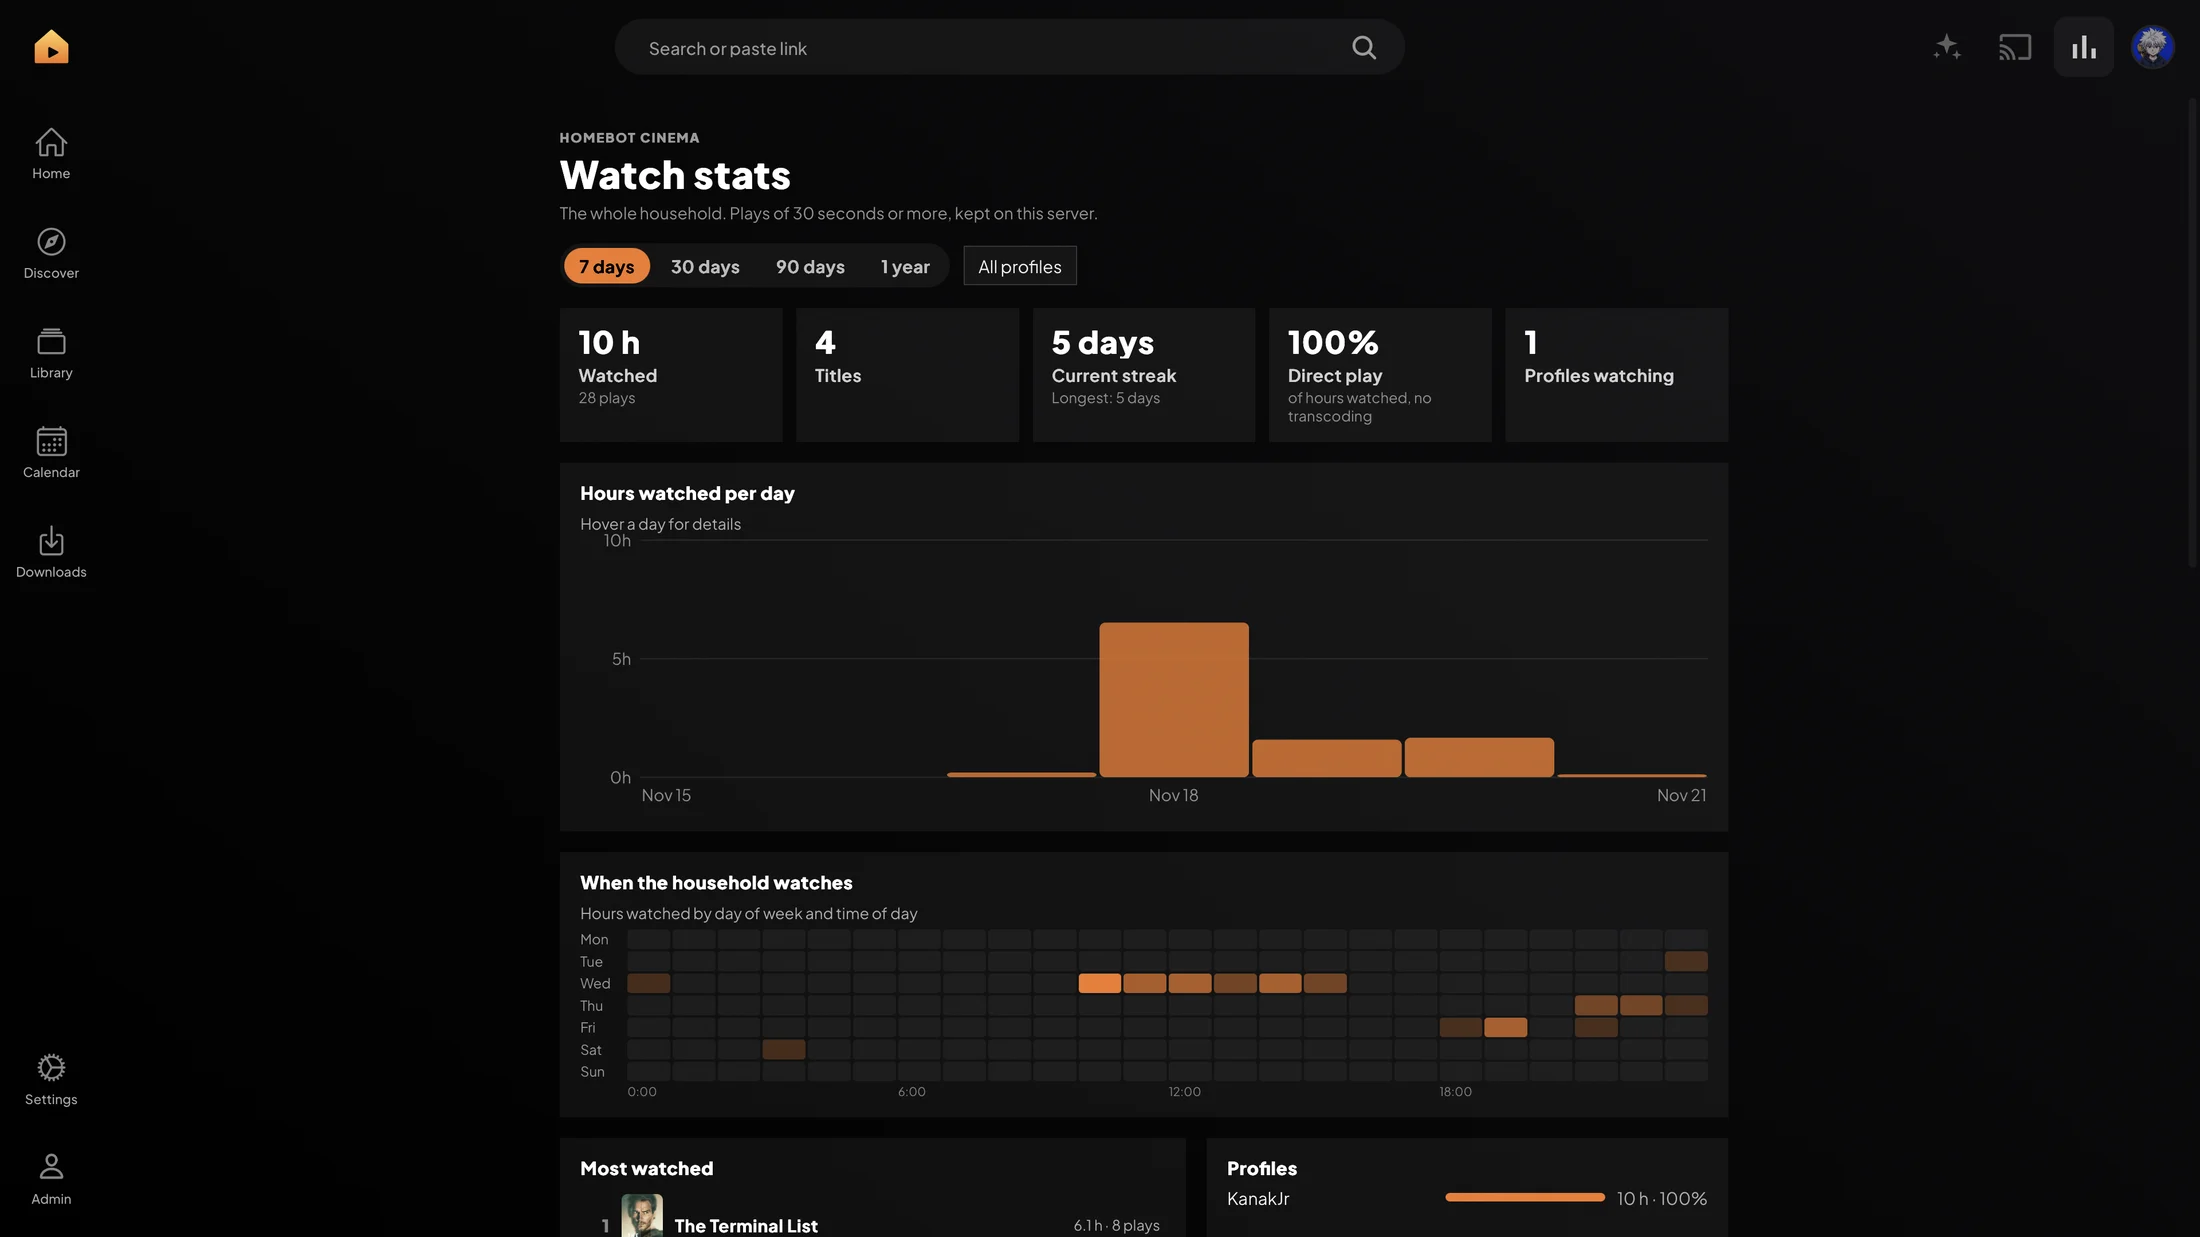 Search or paste link
Home
Discover
Library
Calendar
Downloads
Settings
Admin
HOMEBOT CINEMA
Watch stats
The whole household. Plays of 30 seconds or more, kept on this server.
7 days 30 days 90 days 1 year All profiles
10 h
Watched
28 plays
4
Titles
5 days
Current streak
Longest: 5 days
100%
Direct play
of hours watched, no
transcoding
1
Profiles watching
Hours watched per day
Hover a day for details
10h
5h
0h
Nov 15 Nov 18 Nov 21
When the household watches
Hours watched by day of week and time of day
Mon
Tue
Wed
Thu
Fri
Sat
Sun
0:00 6:00 12:00 18:00
Most watched
1 The Terminal List 6.1 h · 8 plays
Profiles
KanakJr 10 h · 100%